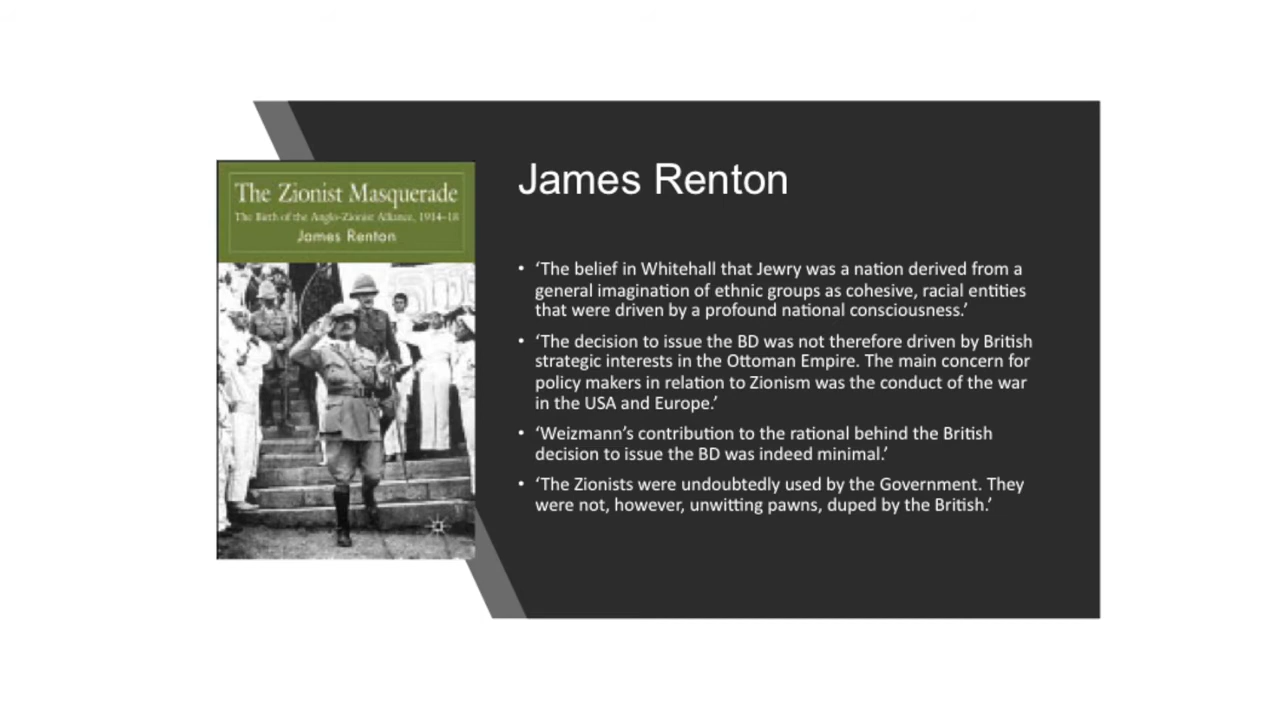 The Zionist Masquerade
The Birth of the Anglo-Zionist Alliance, 1914–18
James Renton
James Renton
• ‘The belief in Whitehall that Jewry was a nation derived from a
general imagination of ethnic groups as cohesive, racial entities
that were driven by a profound national consciousness.’
• ‘The decision to issue the BD was not therefore driven by British
strategic interests in the Ottoman Empire. The main concern for
policy makers in relation to Zionism was the conduct of the war
in the USA and Europe.’
• ‘Weizmann’s contribution to the rational behind the British
decision to issue the BD was indeed minimal.’
• ‘The Zionists were undoubtedly used by the Government. They
were not, however, unwitting pawns, duped by the British.’